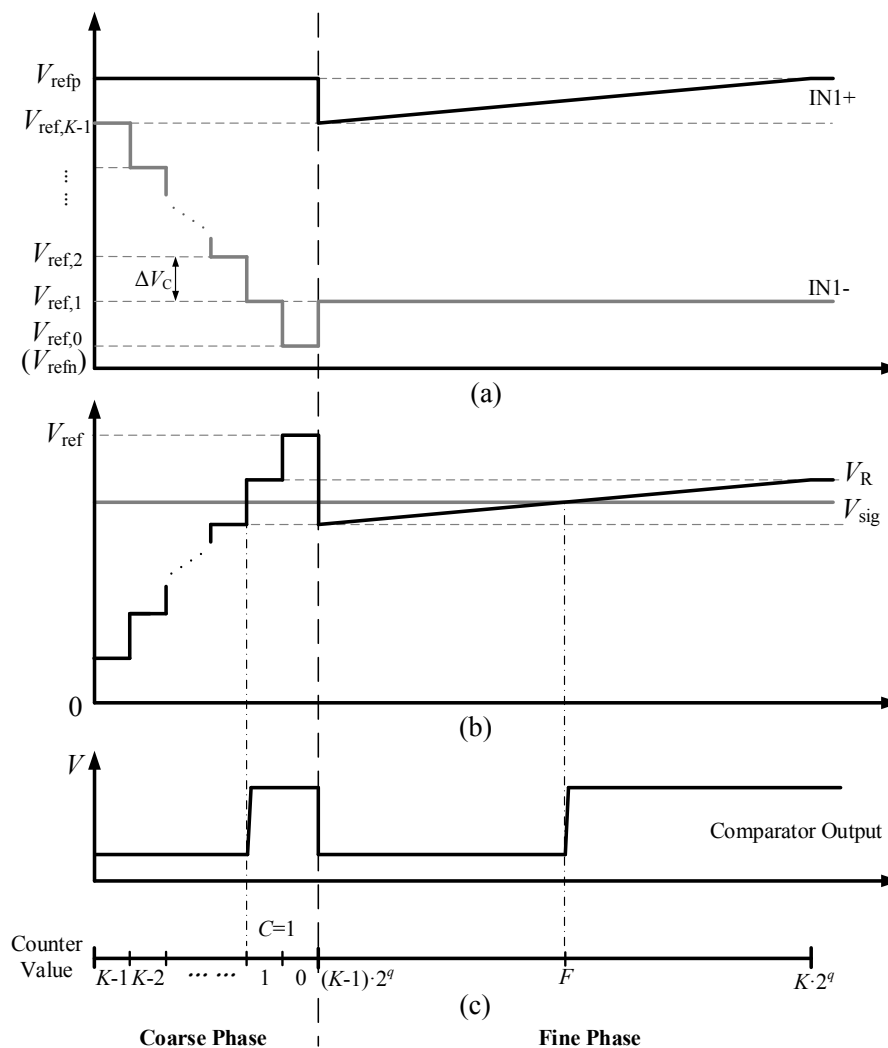 V_refp
IN1+
V_ref,K-1
⋮
V_ref,2
ΔV_C
V_ref,1
IN1-
V_ref,0
(V_refn)
(a)
V_ref
V_R
V_sig
0
(b)
V
Comparator Output
C=1
Counter
Value
K-1 K-2 ... ... 1 0 (K-1)·2^q F K·2^q
(c)
Coarse Phase Fine Phase